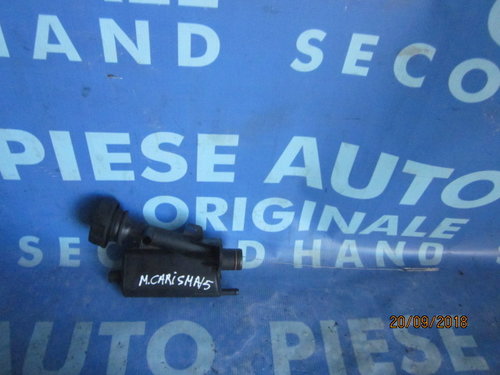 HAND
SECO
PIESE AUTO
ORIGINALE
SECOND HAND
M.CARISMA/5
AUTO PIESE
20/09/2018